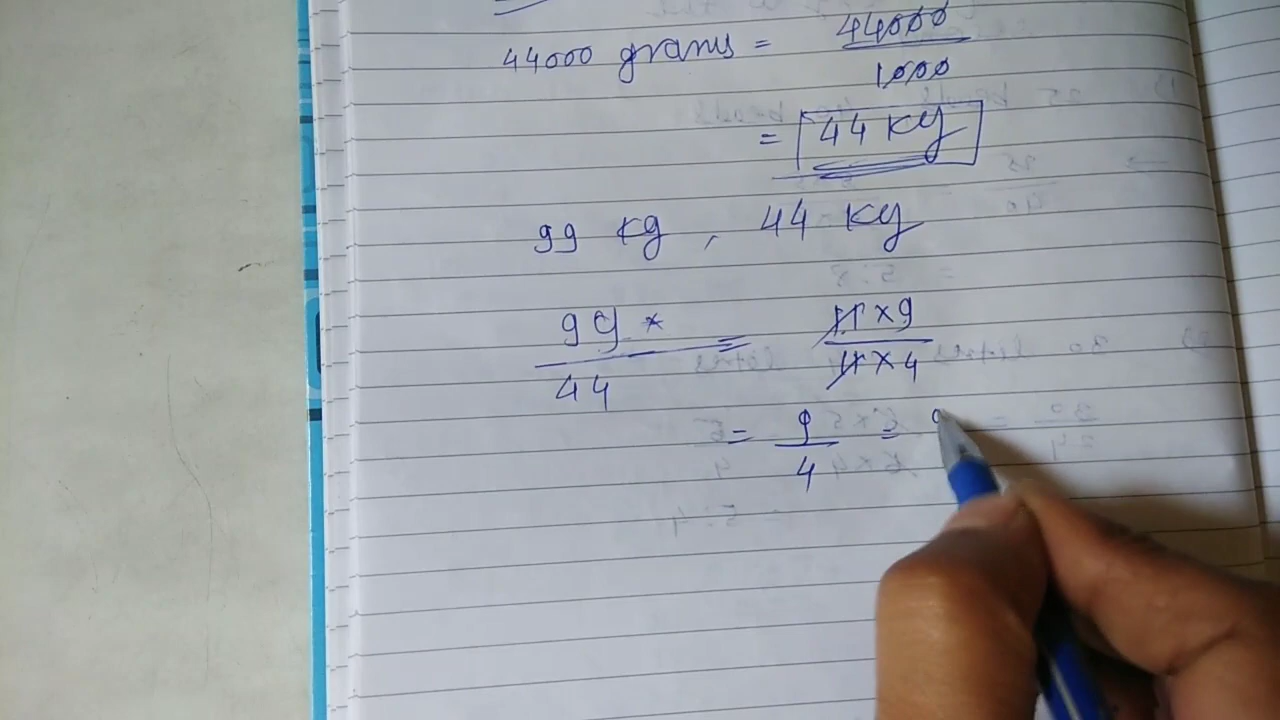 44000 grams = 44000
1000
= 44 kg
99 kg , 44 kg
99 = 11 x 9
44 11 x 4
= 9 = 9
4